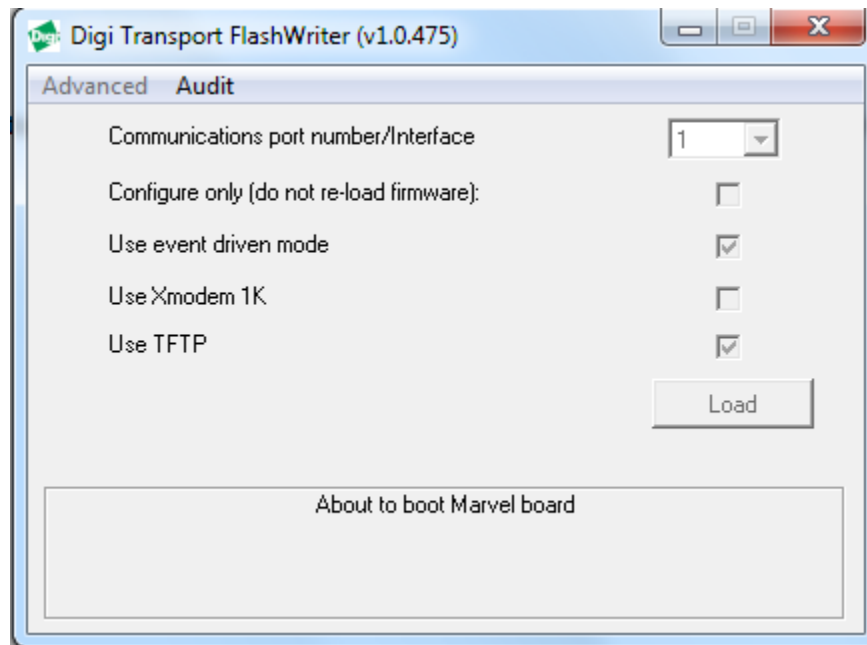 Digi Digi Transport FlashWriter (v1.0.475)
Advanced Audit
Communications port number/Interface 1
Configure only (do not re-load firmware):
Use event driven mode
Use Xmodem 1K
Use TFTP
Load
About to boot Marvel board